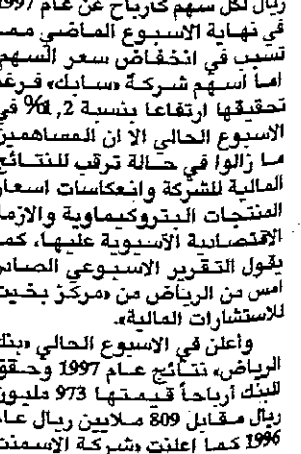 ريال لكل سهم كأرباح عن عام 1997
في نهاية الاسبوع الماضي مما
تسبب في انخفاض سعر السهم.
اما اسهم شركة «سابك» فرغم
تحقيقها ارتفاعا بنسبة 1,2% في
الاسبوع الحالي الا ان المساهمين
ما زالوا في حالة ترقب للنتائج
المالية للشركة وانعكاسات اسعار
المنتجات البتروكيماوية والازمة
الاقتصادية الآسيوية عليها، كما
يقول التقرير الاسبوعي الصادر
امس من الرياض من «مركز بخيت
للاستشارات المالية».
وأعلن في الاسبوع الحالي «بنك
الرياض» نتائج عام 1997 وحقق
البنك أرباحاً قيمتها 973 مليون
ريال مقابل 809 ملايين ريال عام
1996 كما اعلنت «شركة الاسمنت